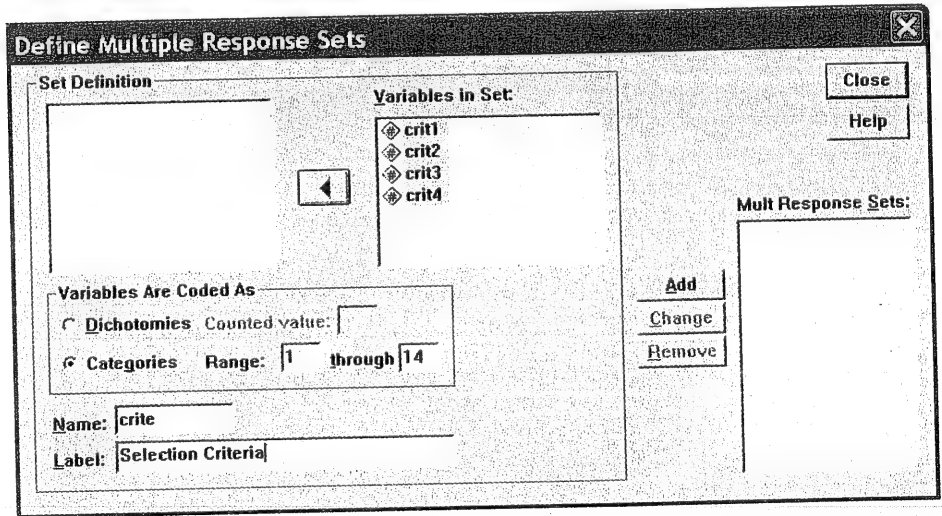 Define Multiple Response Sets
Set Definition
Variables in Set:
crit1
crit2
crit3
crit4
Close
Help
Mult Response Sets:
Variables Are Coded As
Dichotomies Counted value:
Categories Range: 1 through 14
Add
Change
Remove
Name: crite
Label: Selection Criteria